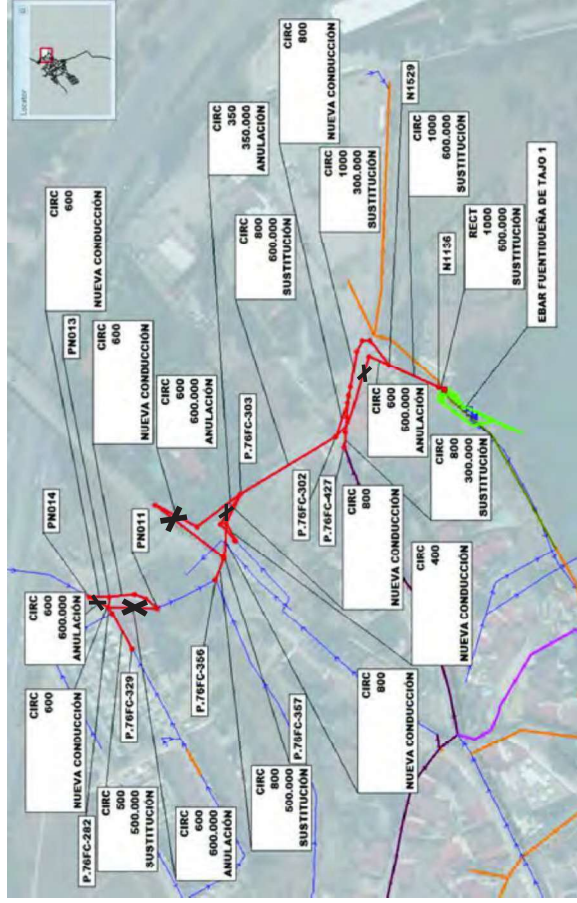 Locator
CIRC
600
NUEVA CONDUCCIÓN
PN013
PN014
CIRC
600
600.000
ANULACIÓN
CIRC
600
NUEVA CONDUCCIÓN
P.76FC-282
CIRC
600
NUEVA CONDUCCIÓN
PN011
P.76FC-329
CIRC
500
500.000
SUSTITUCIÓN
CIRC
600
600.000
ANULACIÓN
CIRC
600
600.000
ANULACIÓN
P.76FC-356
CIRC
350
350.000
ANULACIÓN
CIRC
800
600.000
SUSTITUCIÓN
P.76FC-303
CIRC
800
500.000
SUSTITUCIÓN
CIRC
800
NUEVA CONDUCCIÓN
P.76FC-302
P.76FC-357
CIRC
1000
300.000
SUSTITUCIÓN
P.76FC-427
CIRC
800
NUEVA CONDUCCIÓN
CIRC
600
500.000
ANULACIÓN
CIRC
800
NUEVA CONDUCCIÓN
N1529
CIRC
1000
600.000
SUSTITUCIÓN
CIRC
400
NUEVA CONDUCCIÓN
CIRC
800
300.000
SUSTITUCIÓN
N1136
RECT
1000
600.000
SUSTITUCIÓN
EBAR FUENTIDUEÑA DE TAJO 1